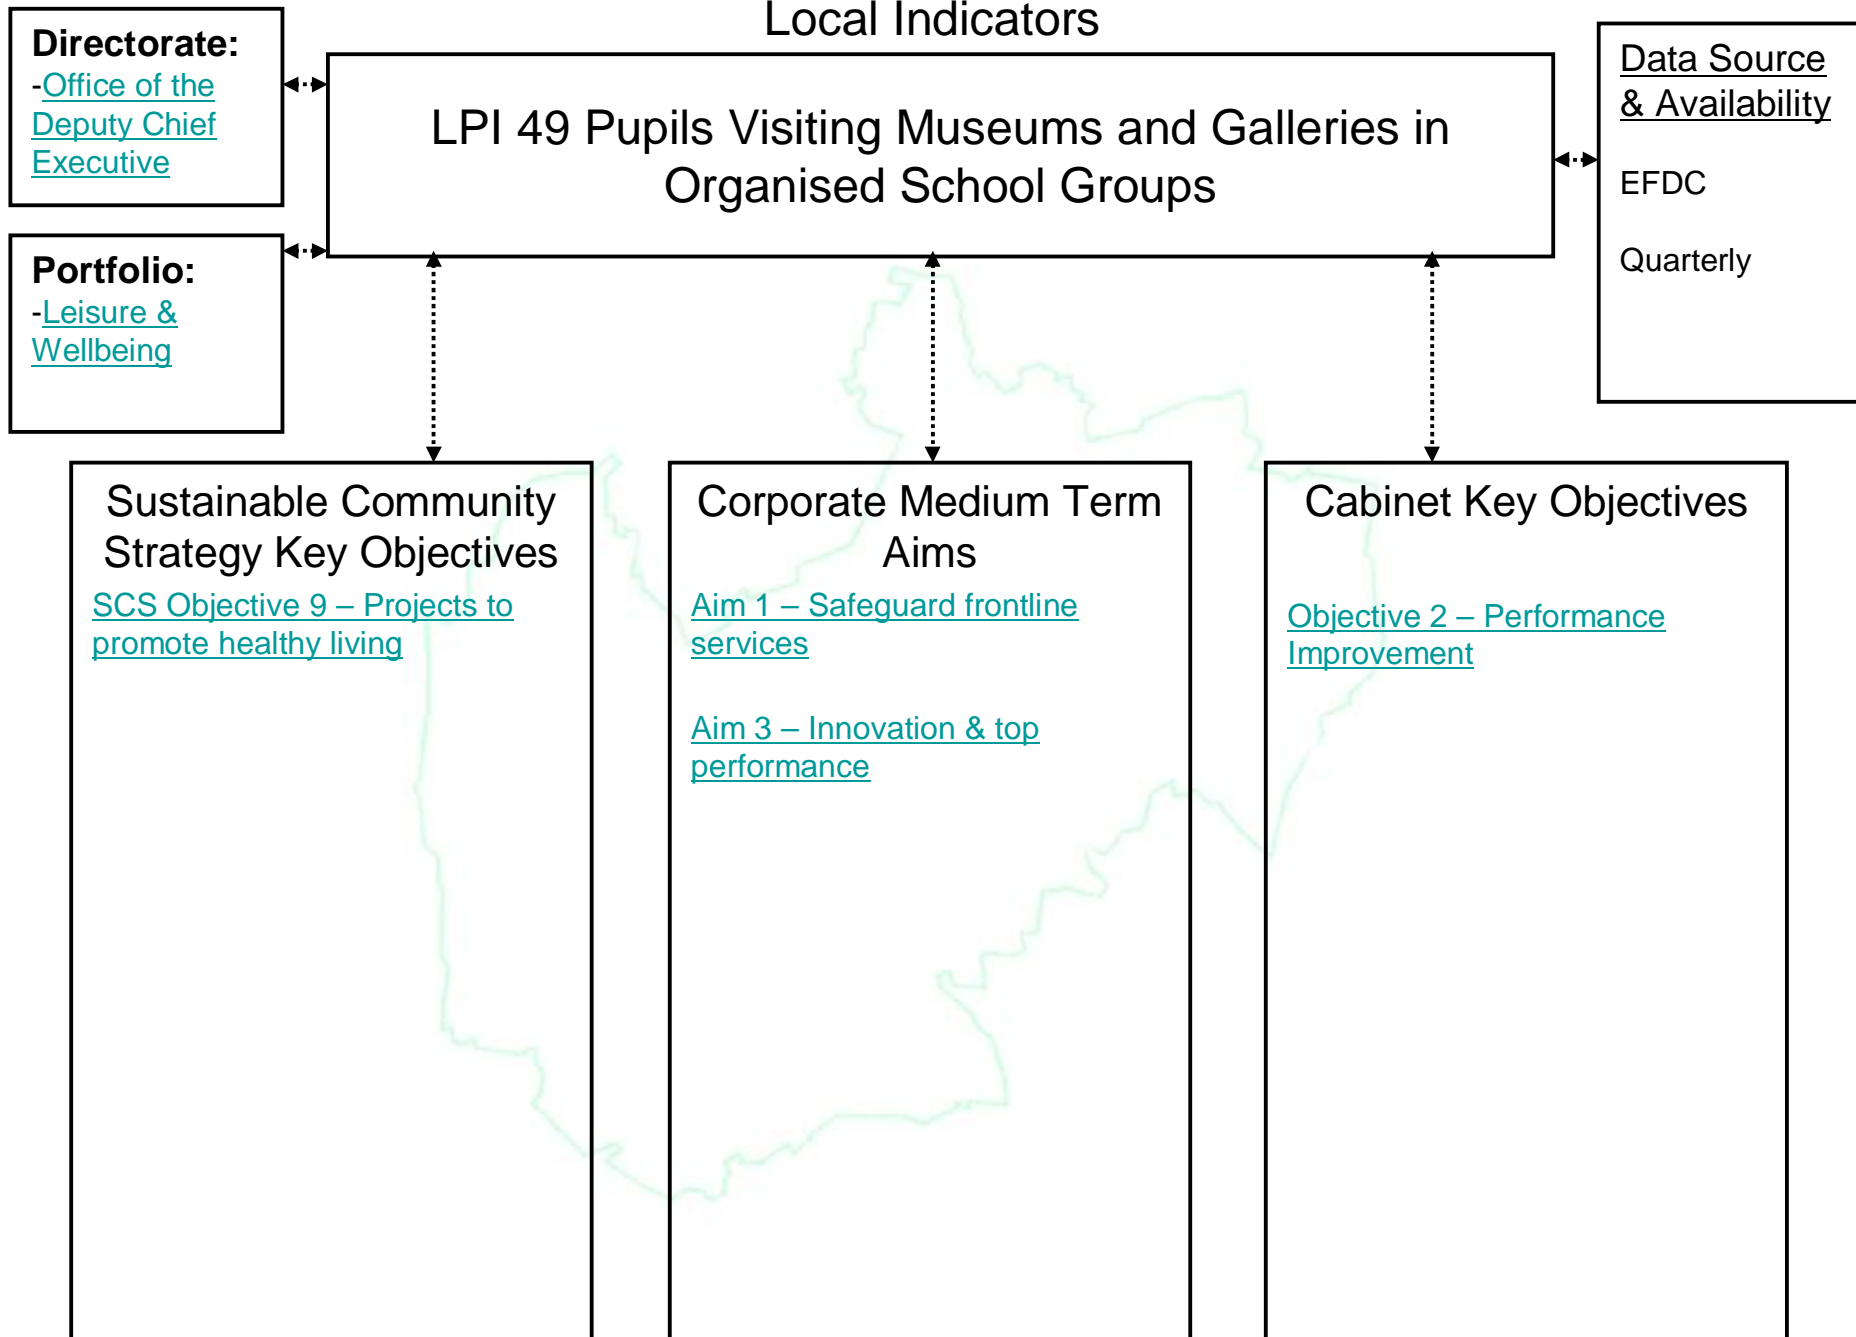 Local Indicators
Directorate:
-Office of the
Deputy Chief
Executive
LPI 49 Pupils Visiting Museums and Galleries in
Organised School Groups
Data Source
& Availability
EFDC
Quarterly
Portfolio:
-Leisure &
Wellbeing
Sustainable Community
Strategy Key Objectives
SCS Objective 9 – Projects to
promote healthy living
Corporate Medium Term
Aims
Aim 1 – Safeguard frontline
services
Aim 3 – Innovation & top
performance
Cabinet Key Objectives
Objective 2 – Performance
Improvement